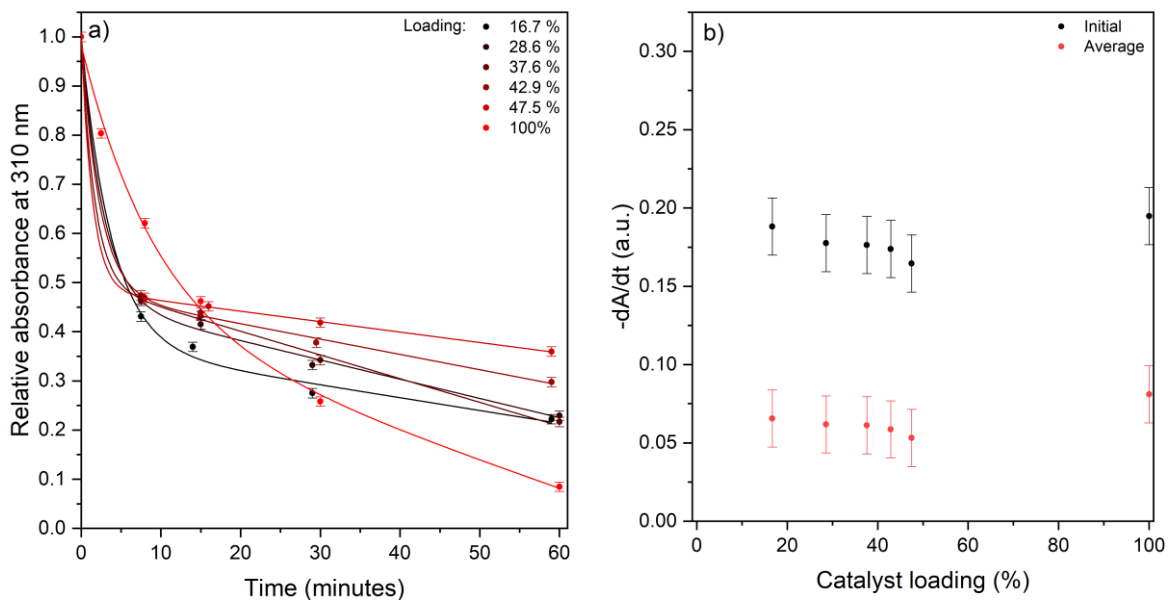 a)
Loading:
16.7 %
28.6 %
37.6 %
42.9 %
47.5 %
100%
1.0
0.9
0.8
0.7
0.6
0.5
0.4
0.3
0.2
0.1
0.0
Relative absorbance at 310 nm
0 10 20 30 40 50 60
Time (minutes)
b)
Initial
Average
0.30
0.25
0.20
0.15
0.10
0.05
0.00
-dA/dt (a.u.)
0 20 40 60 80 100
Catalyst loading (%)